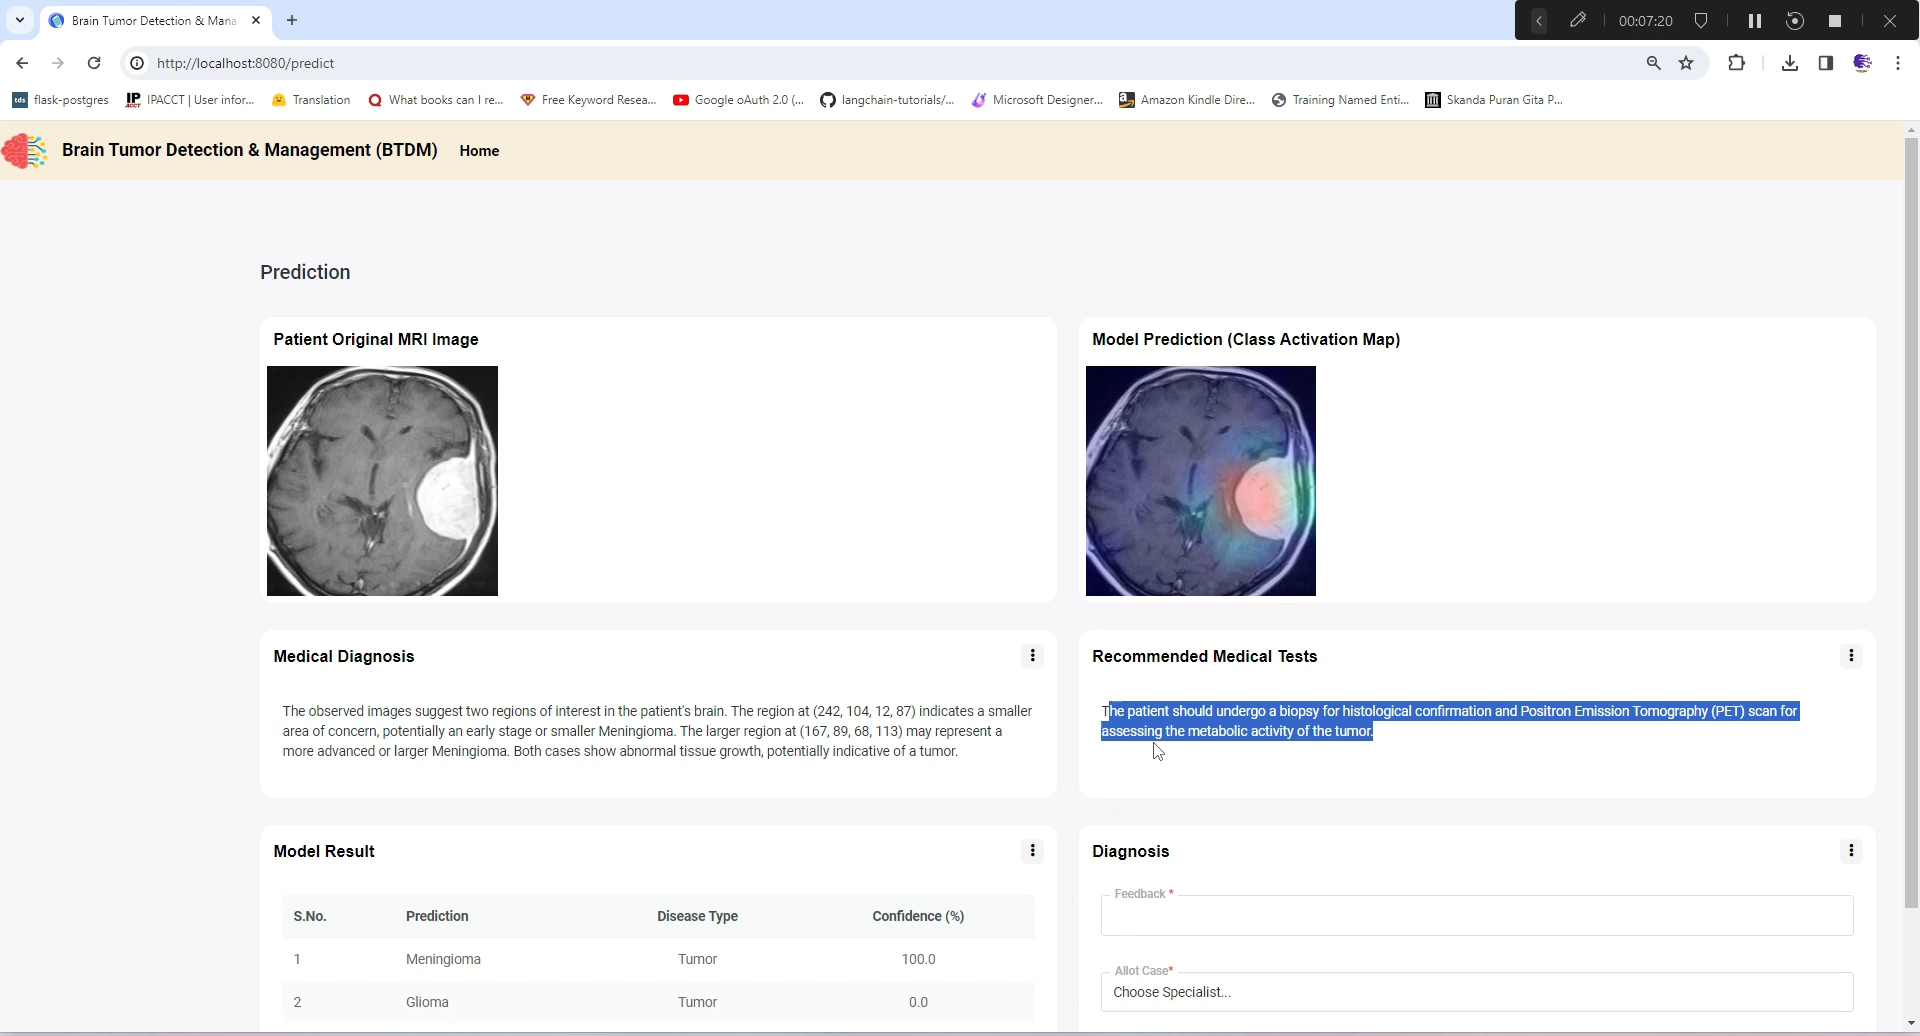 Brain Tumor Detection & Mana
00:07:20
http://localhost:8080/predict
tds flask-postgres
IP ACCT IPACCT | User infor...
Translation
What books can I re...
Free Keyword Resea...
Google oAuth 2.0 (...
langchain-tutorials/...
Microsoft Designer...
Amazon Kindle Dire...
Training Named Enti...
Skanda Puran Gita P...
Brain Tumor Detection & Management (BTDM) Home
Prediction
Patient Original MRI Image
Model Prediction (Class Activation Map)
Medical Diagnosis
The observed images suggest two regions of interest in the patient's brain. The region at (242, 104, 12, 87) indicates a smaller
area of concern, potentially an early stage or smaller Meningioma. The larger region at (167, 89, 68, 113) may represent a
more advanced or larger Meningioma. Both cases show abnormal tissue growth, potentially indicative of a tumor.
Recommended Medical Tests
The patient should undergo a biopsy for histological confirmation and Positron Emission Tomography (PET) scan for
assessing the metabolic activity of the tumor.
Model Result
S.No. Prediction Disease Type Confidence (%)
1 Meningioma Tumor 100.0
2 Glioma Tumor 0.0
Diagnosis
Feedback *
Allot Case*
Choose Specialist...